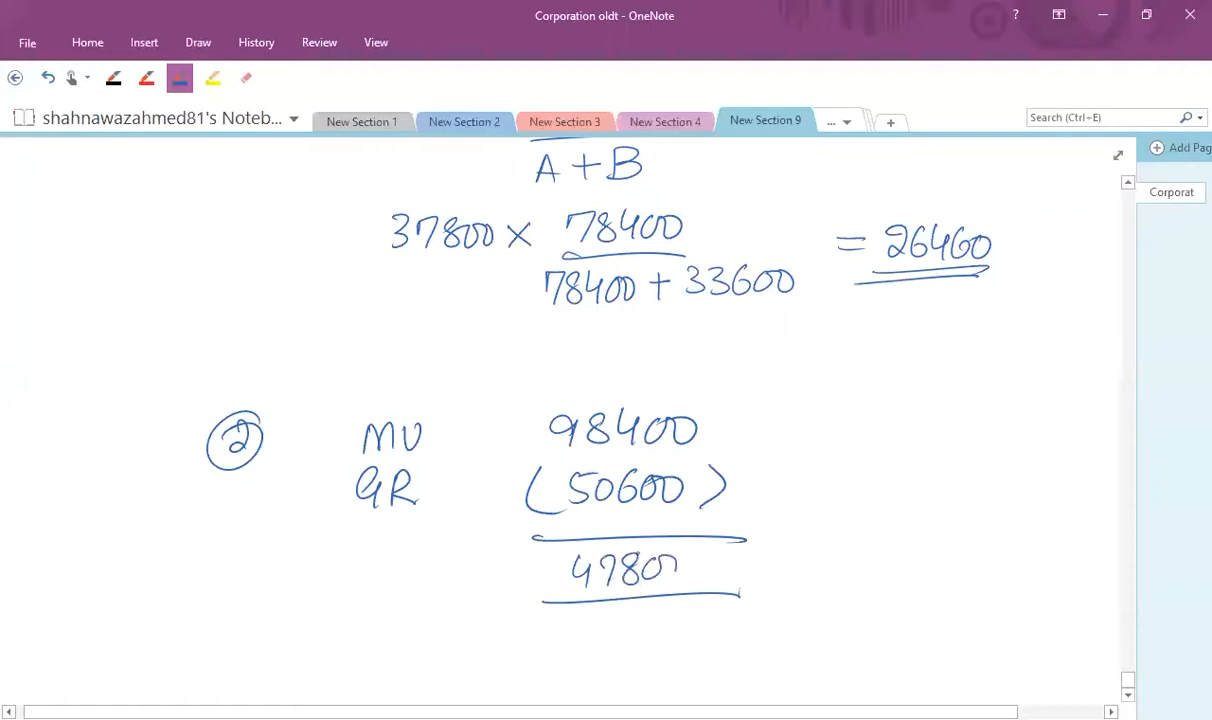 Corporation oldt - OneNote
?
File Home Insert Draw History Review View
shahnawazahmed81's Noteb... New Section 1 New Section 2 New Section 3 New Section 4 New Section 9 ... + Search (Ctrl+E)
Add Pag
Corporat
A + B
37800 × 78400 = 26460
78400 + 33600
② MV 98400
GR (50600)
47800